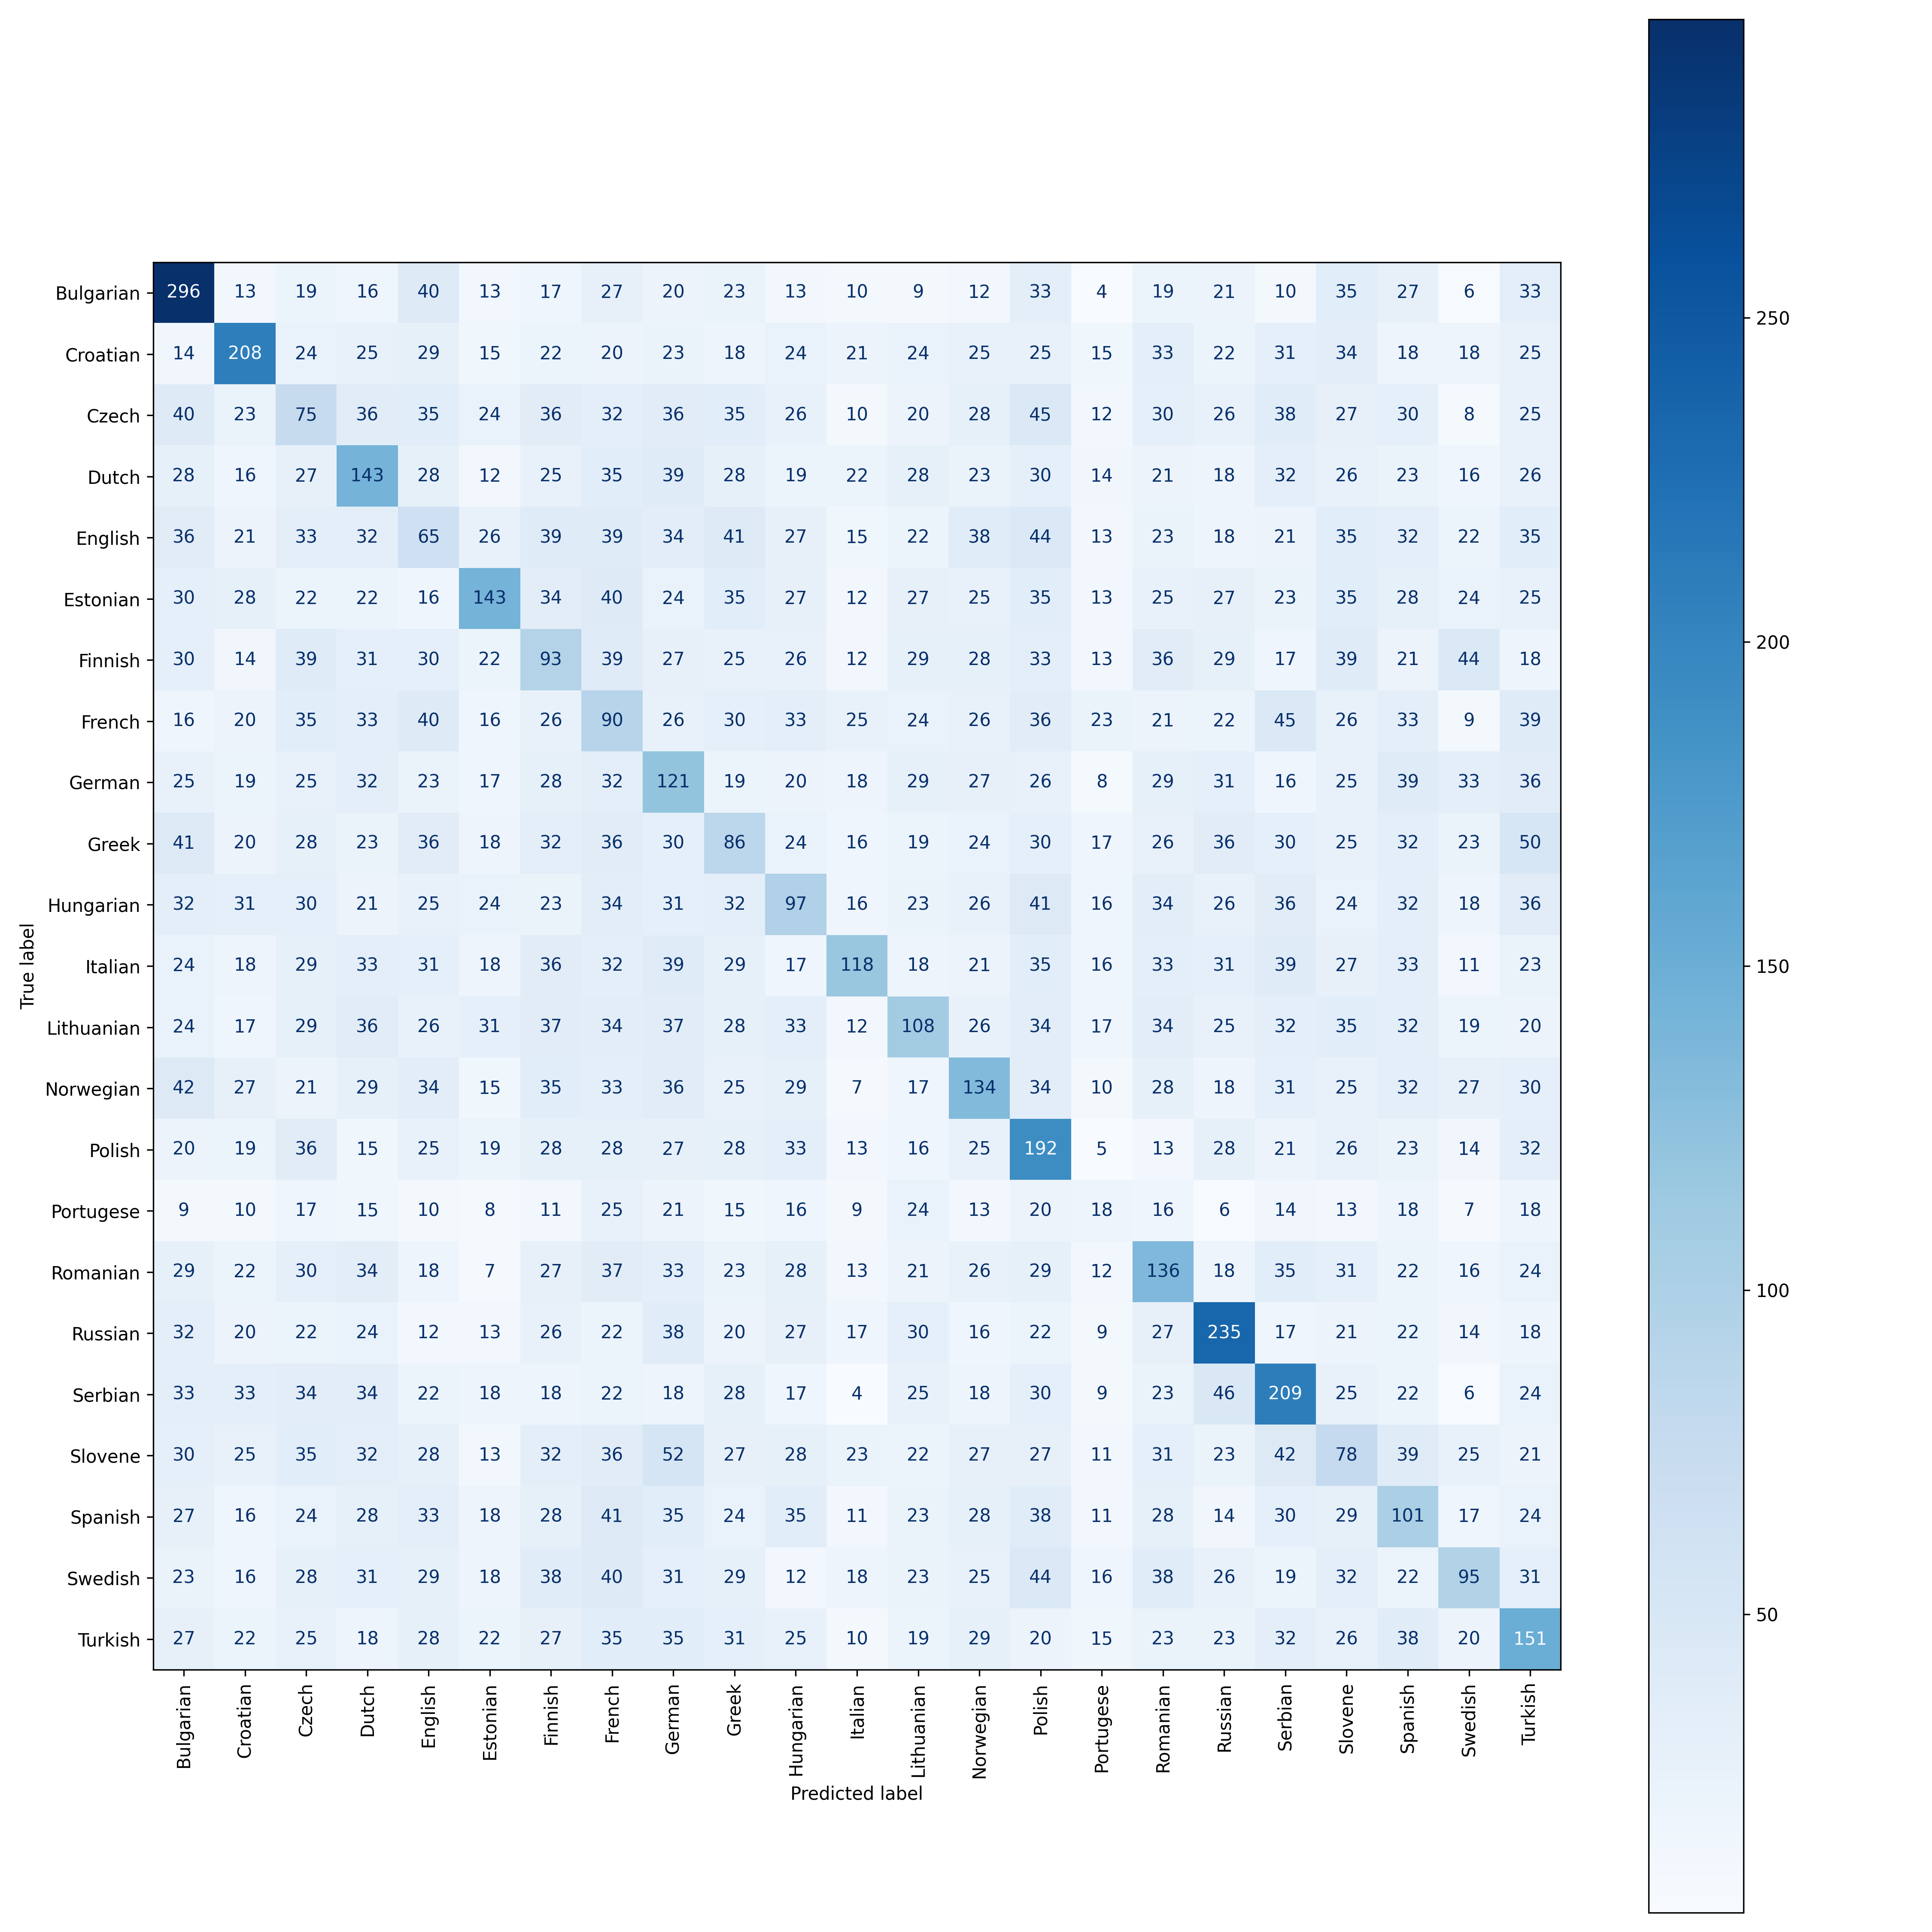 Bulgarian 296 13 19 16 40 13 17 27 20 23 13 10 9 12 33 4 19 21 10 35 27 6 33
Croatian 14 208 24 25 29 15 22 20 23 18 24 21 24 25 25 15 33 22 31 34 18 18 25
Czech 40 23 75 36 35 24 36 32 36 35 26 10 20 28 45 12 30 26 38 27 30 8 25
Dutch 28 16 27 143 28 12 25 35 39 28 19 22 28 23 30 14 21 18 32 26 23 16 26
English 36 21 33 32 65 26 39 39 34 41 27 15 22 38 44 13 23 18 21 35 32 22 35
Estonian 30 28 22 22 16 143 34 40 24 35 27 12 27 25 35 13 25 27 23 35 28 24 25
Finnish 30 14 39 31 30 22 93 39 27 25 26 12 29 28 33 13 36 29 17 39 21 44 18
French 16 20 35 33 40 16 26 90 26 30 33 25 24 26 36 23 21 22 45 26 33 9 39
German 25 19 25 32 23 17 28 32 121 19 20 18 29 27 26 8 29 31 16 25 39 33 36
Greek 41 20 28 23 36 18 32 36 30 86 24 16 19 24 30 17 26 36 30 25 32 23 50
Hungarian 32 31 30 21 25 24 23 34 31 32 97 16 23 26 41 16 34 26 36 24 32 18 36
Italian 24 18 29 33 31 18 36 32 39 29 17 118 18 21 35 16 33 31 39 27 33 11 23
Lithuanian 24 17 29 36 26 31 37 34 37 28 33 12 108 26 34 17 34 25 32 35 32 19 20
Norwegian 42 27 21 29 34 15 35 33 36 25 29 7 17 134 34 10 28 18 31 25 32 27 30
Polish 20 19 36 15 25 19 28 28 27 28 33 13 16 25 192 5 13 28 21 26 23 14 32
Portugese 9 10 17 15 10 8 11 25 21 15 16 9 24 13 20 18 16 6 14 13 18 7 18
Romanian 29 22 30 34 18 7 27 37 33 23 28 13 21 26 29 12 136 18 35 31 22 16 24
Russian 32 20 22 24 12 13 26 22 38 20 27 17 30 16 22 9 27 235 17 21 22 14 18
Serbian 33 33 34 34 22 18 18 22 18 28 17 4 25 18 30 9 23 46 209 25 22 6 24
Slovene 30 25 35 32 28 13 32 36 52 27 28 23 22 27 27 11 31 23 42 78 39 25 21
Spanish 27 16 24 28 33 18 28 41 35 24 35 11 23 28 38 11 28 14 30 29 101 17 24
Swedish 23 16 28 31 29 18 38 40 31 29 12 18 23 25 44 16 38 26 19 32 22 95 31
Turkish 27 22 25 18 28 22 27 35 35 31 25 10 19 29 20 15 23 23 32 26 38 20 151
Bulgarian Croatian Czech Dutch English Estonian Finnish French German Greek Hungarian Italian Lithuanian Norwegian Polish Portugese Romanian Russian Serbian Slovene Spanish Swedish Turkish
Predicted label
True label
250
200
150
100
50